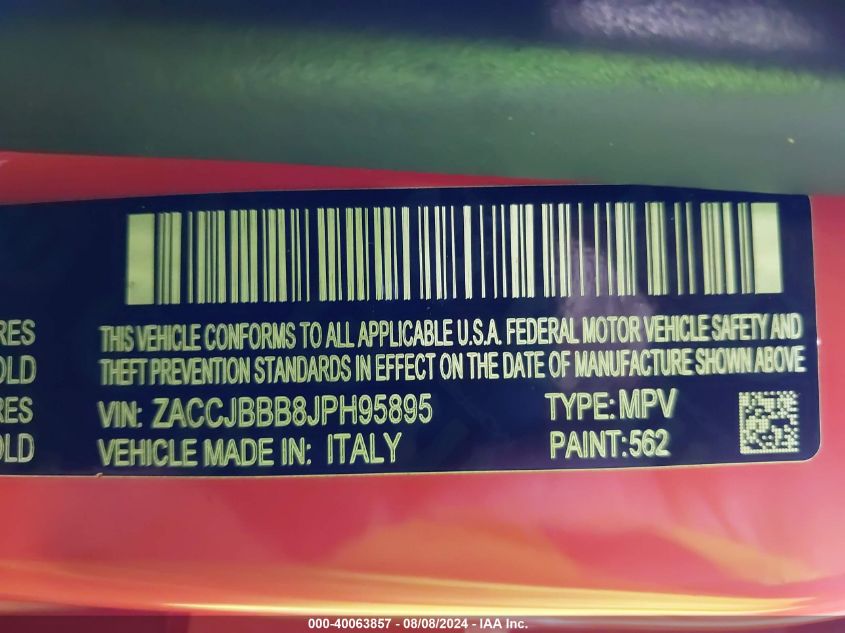 THIS VEHICLE CONFORMS TO ALL APPLICABLE U.S.A. FEDERAL MOTOR VEHICLE SAFETY AND
THEFT PREVENTION STANDARDS IN EFFECT ON THE DATE OF MANUFACTURE SHOWN ABOVE
VIN: ZACCJBBB8JPH95895 TYPE: MPV
VEHICLE MADE IN: ITALY PAINT: 562
RES
OLD
RES
OLD
000-40063857 - 08/08/2024 - IAA Inc.